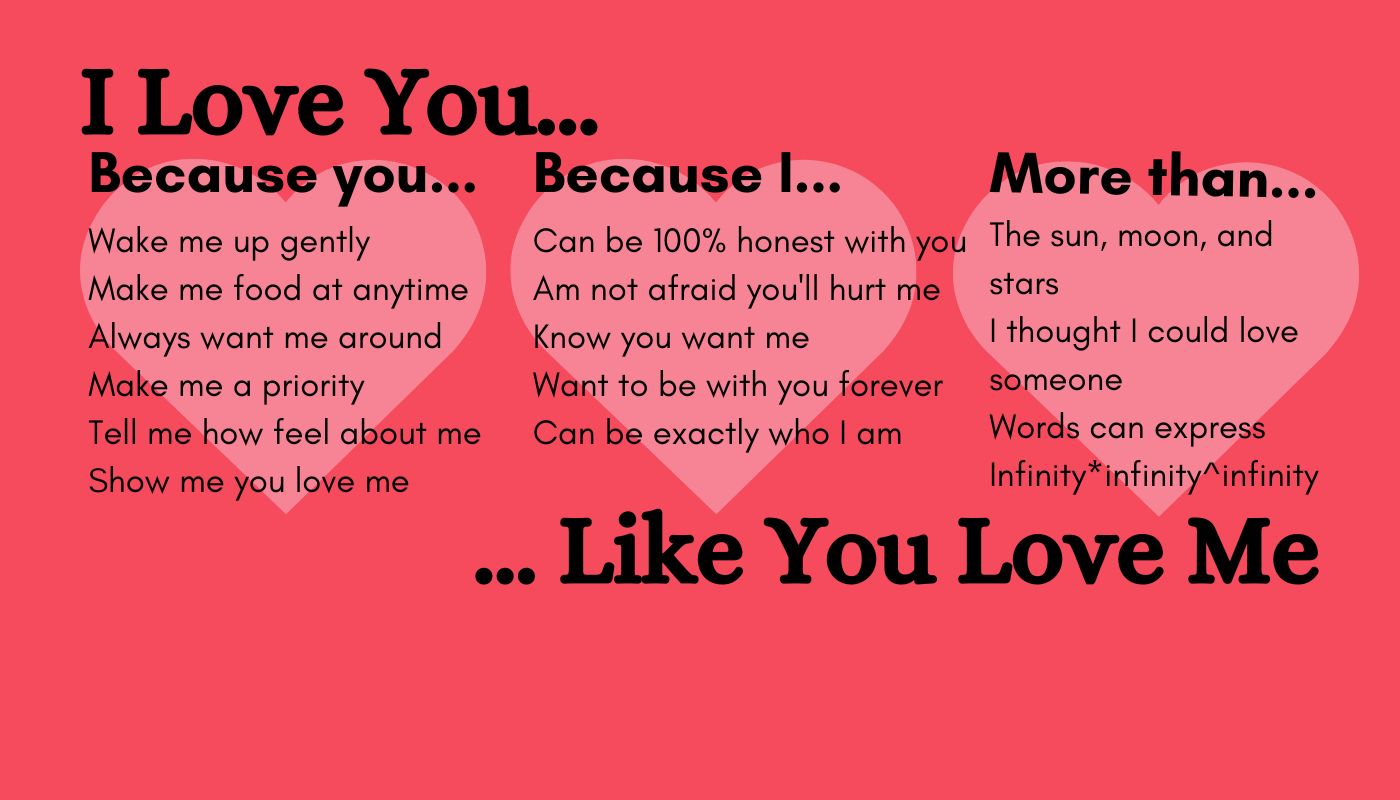 I Love You...
Because you...
Wake me up gently
Make me food at anytime
Always want me around
Make me a priority
Tell me how feel about me
Show me you love me
Because I...
Can be 100% honest with you
Am not afraid you'll hurt me
Know you want me
Want to be with you forever
Can be exactly who I am
More than...
The sun, moon, and
stars
I thought I could love
someone
Words can express
Infinity*infinity^infinity
... Like You Love Me